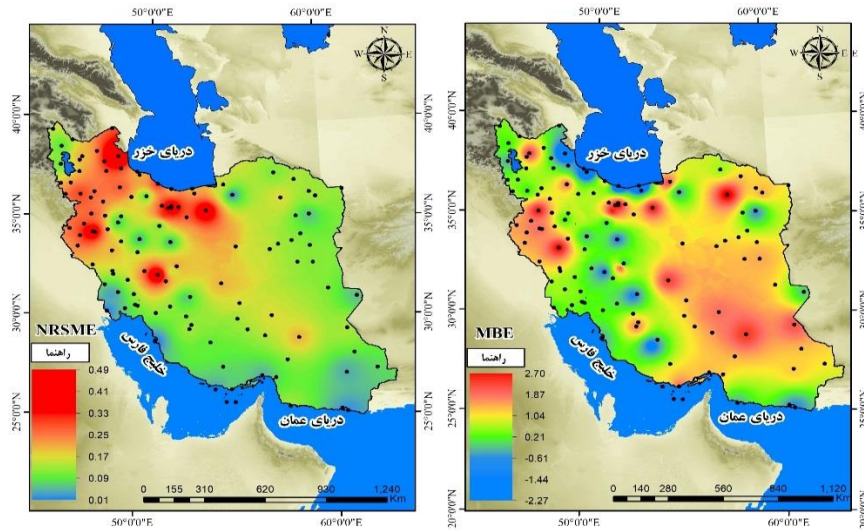 50°0'0"E 60°0'0"E
N
W E
S
40°0'0"N
35°0'0"N
30°0'0"N
25°0'0"N
دریای خزر
خلیج فارس
دریای عمان
NRSME
راهنما
0.49
0.41
0.33
0.25
0.17
0.09
0.01
0 155 310 620 930 1,240
Km
50°0'0"E 60°0'0"E
50°0'0"E 60°0'0"E
N
W E
S
40°0'0"N
35°0'0"N
30°0'0"N
25°0'0"N
20°0'0"N
دریای خزر
خلیج فارس
دریای عمان
MBE
راهنما
2.70
1.87
1.04
0.21
-0.61
-1.44
-2.27
0 140 280 560 840 1,120
Km
50°0'0"E 60°0'0"E